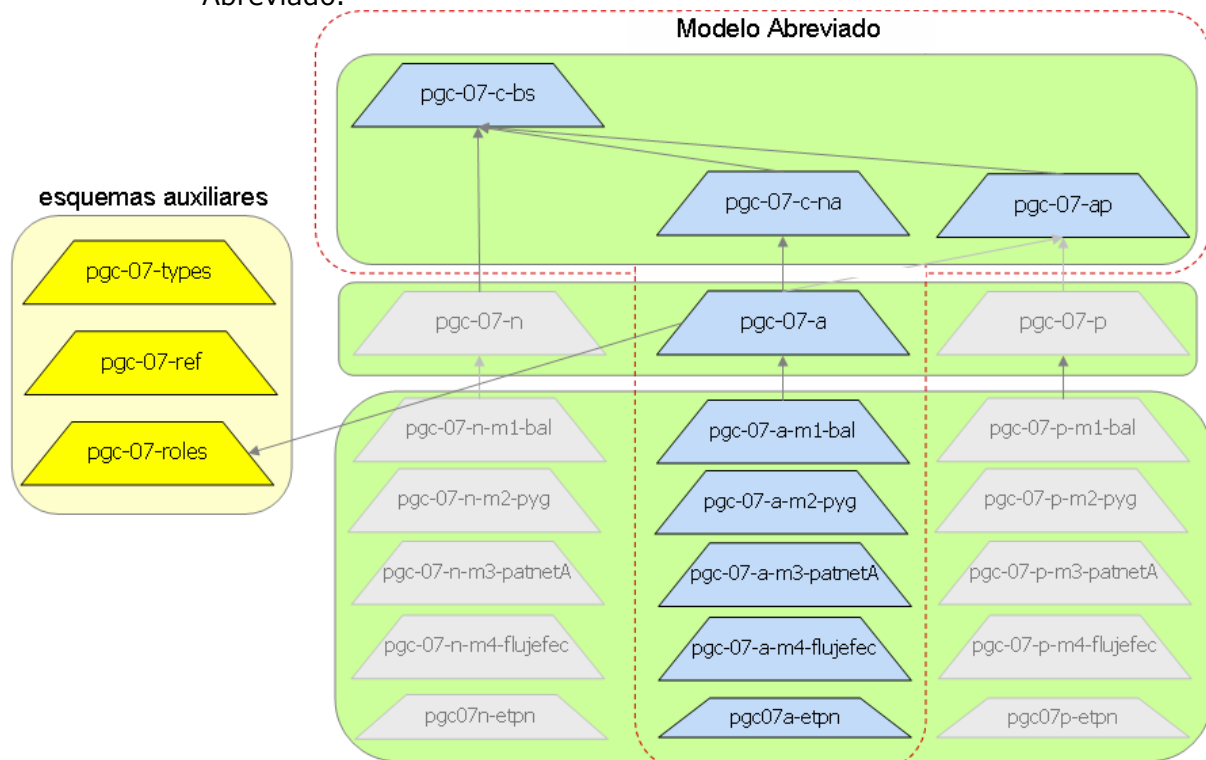 Abreviado.
Modelo Abreviado
pgc-07-c-bs
esquemas auxiliares
pgc-07-c-na
pgc-07-ap
pgc-07-types
pgc-07-n
pgc-07-a
pgc-07-p
pgc-07-ref
pgc-07-roles
pgc-07-n-m1-bal
pgc-07-a-m1-bal
pgc-07-p-m1-bal
pgc-07-n-m2-pyg
pgc-07-a-m2-pyg
pgc-07-p-m2-pyg
pgc-07-n-m3-patnetA
pgc-07-a-m3-patnetA
pgc-07-p-m3-patnetA
pgc-07-n-m4-flujefec
pgc-07-a-m4-flujefec
pgc-07-p-m4-flujefec
pgc07n-etpn
pgc07a-etpn
pgc07p-etpn